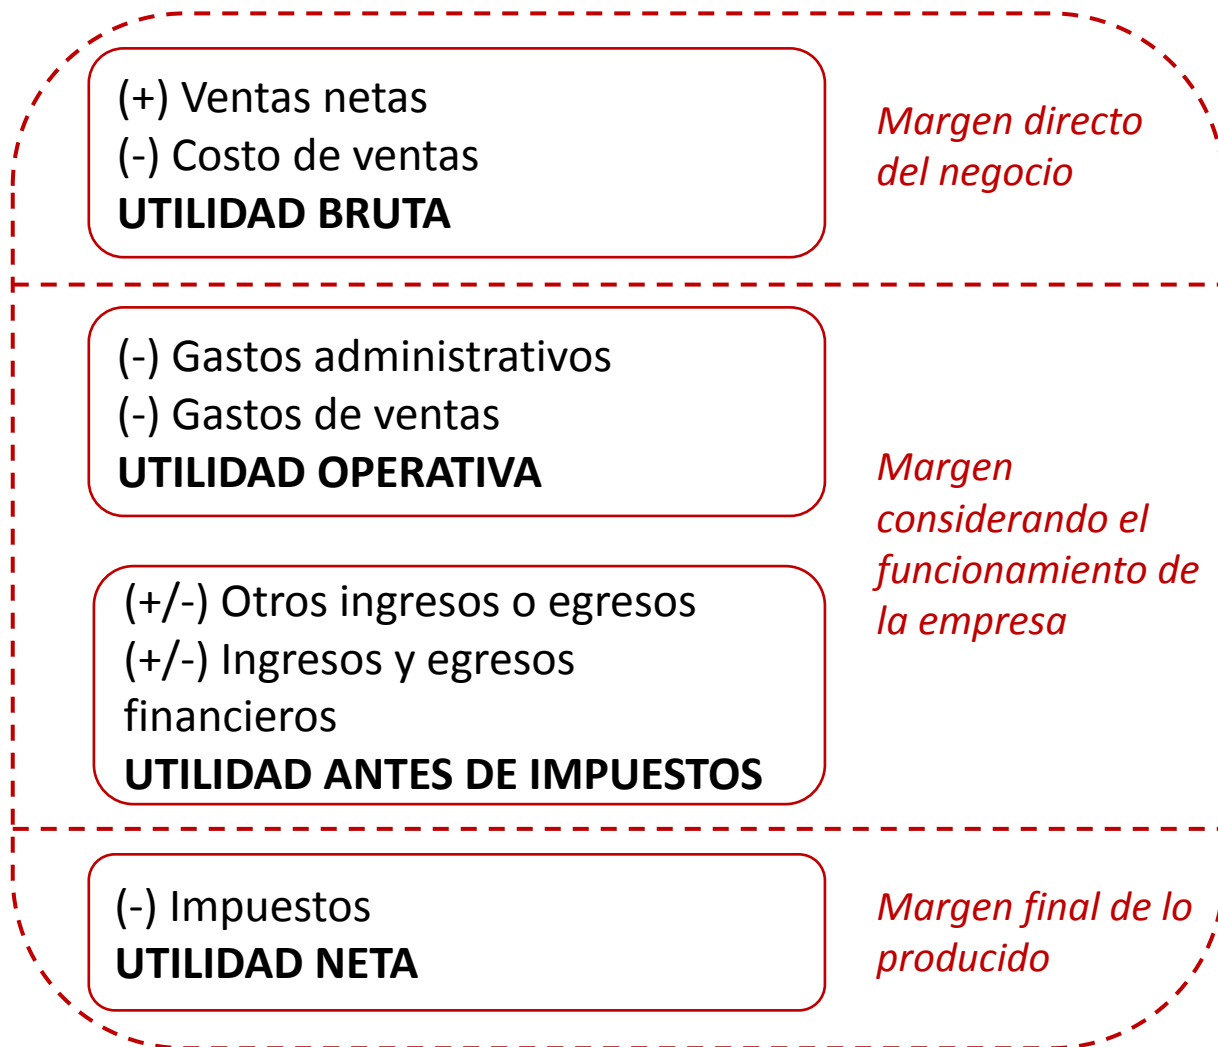 (+) Ventas netas
(-) Costo de ventas
UTILIDAD BRUTA
Margen directo
del negocio
(-) Gastos administrativos
(-) Gastos de ventas
UTILIDAD OPERATIVA
(+/-) Otros ingresos o egresos
(+/-) Ingresos y egresos
financieros
UTILIDAD ANTES DE IMPUESTOS
Margen
considerando el
funcionamiento de
la empresa
(-) Impuestos
UTILIDAD NETA
Margen final de lo
producido